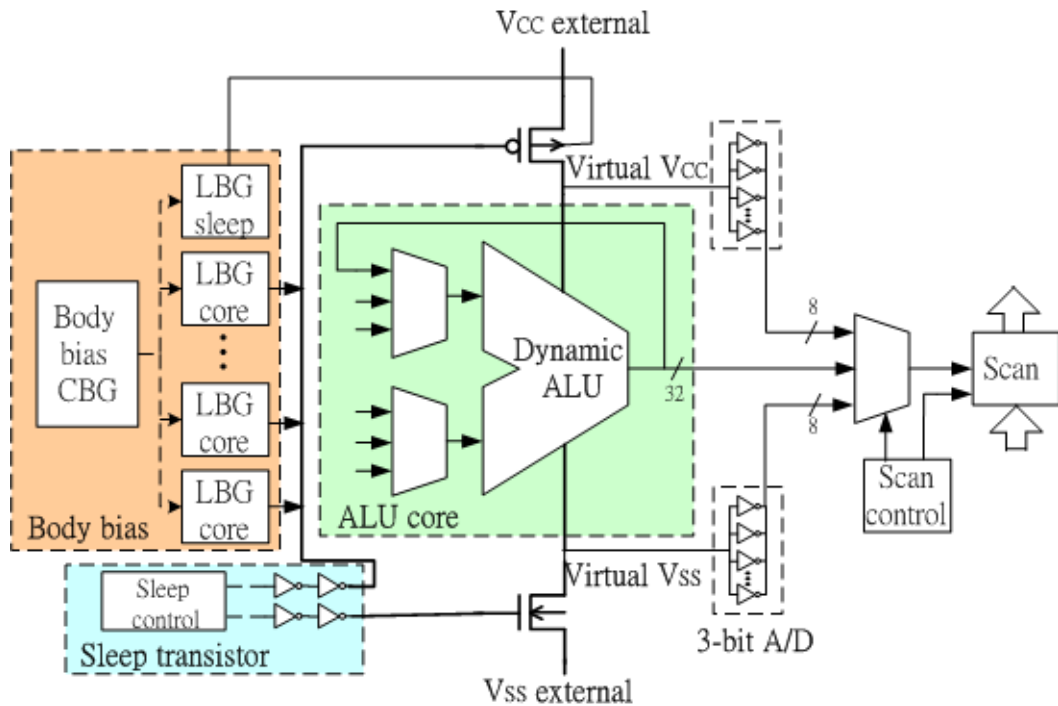 Vcc external
LBG
sleep
Virtual Vcc
LBG
core
Body
bias
CBG
8
Dynamic
ALU
32
Scan
LBG
core
8
LBG
core
Scan
control
Body bias
ALU core
Sleep
control
Virtual Vss
Sleep transistor
3-bit A/D
Vss external